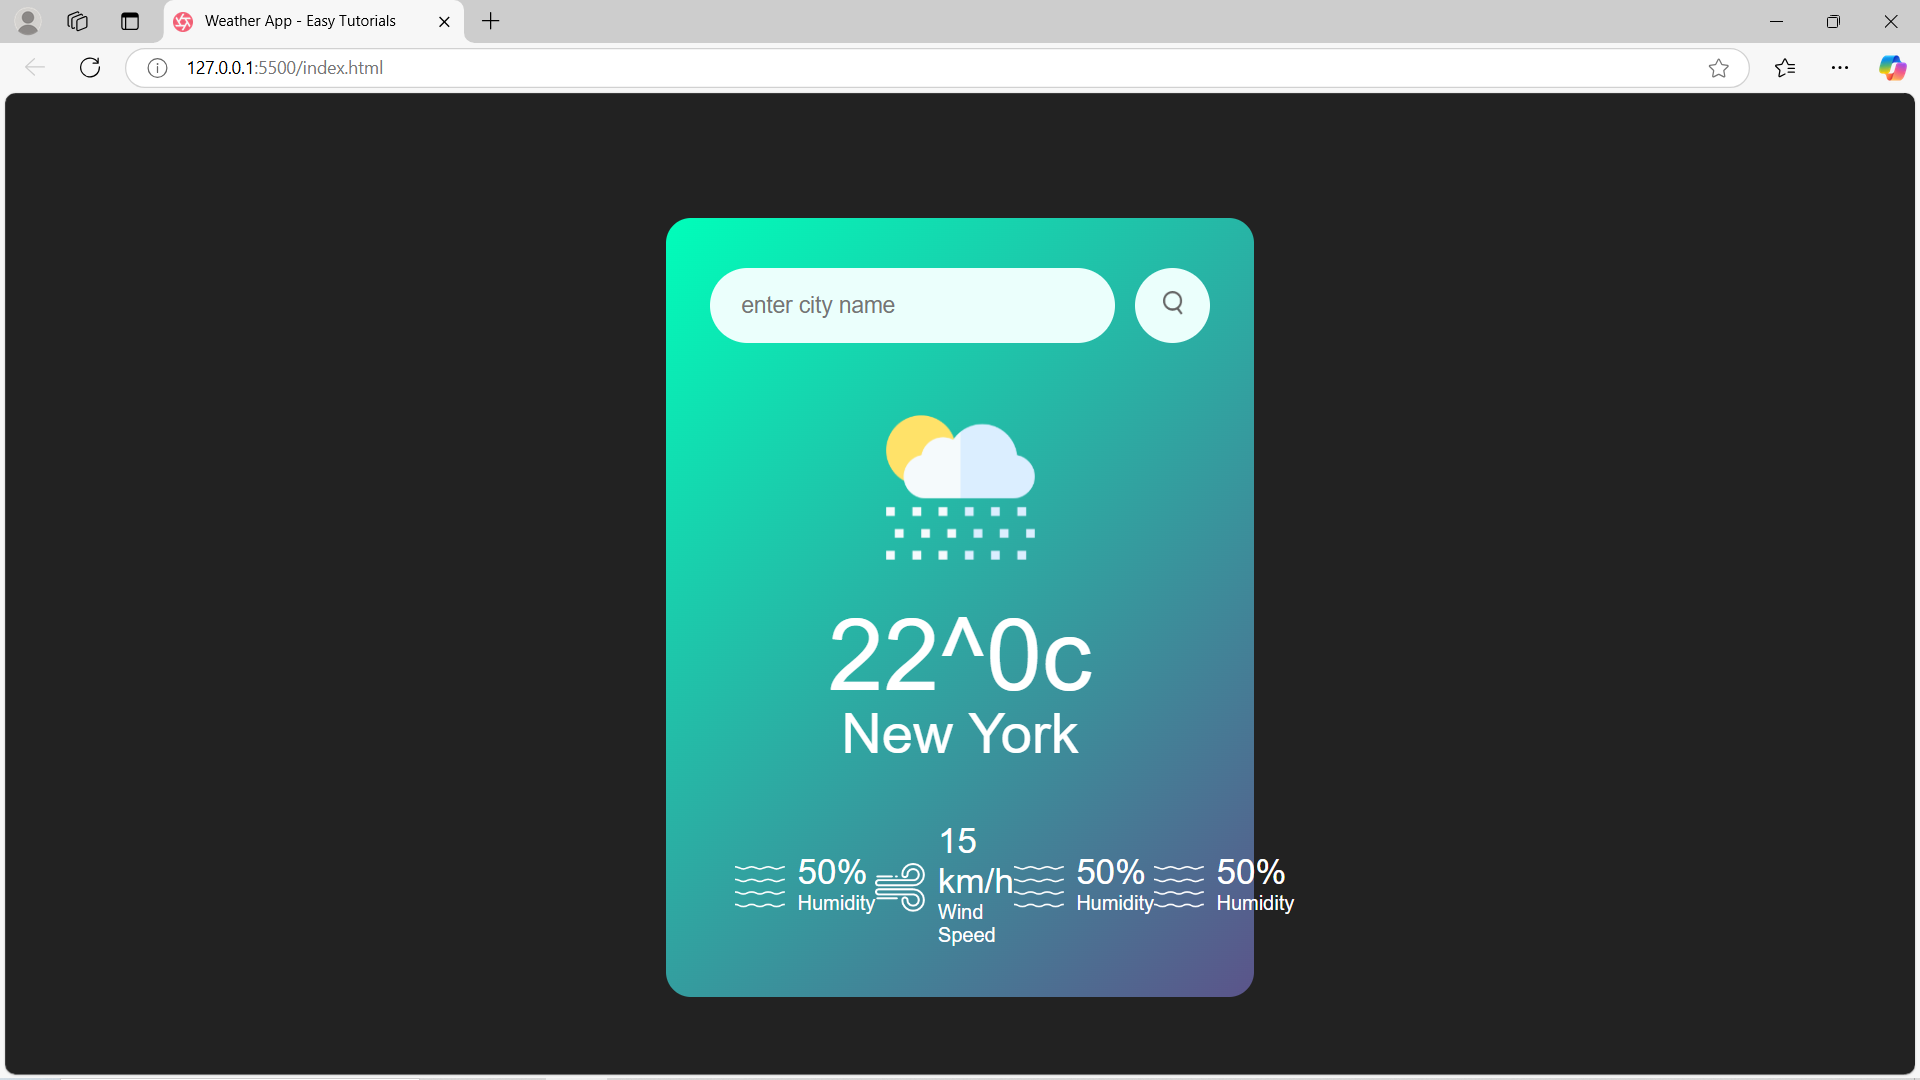 Weather App - Easy Tutorials
127.0.0.1:5500/index.html
enter city name
22^0c
New York
50%
Humidity
15
km/h
Wind
Speed
50%
Humidity
50%
Humidity